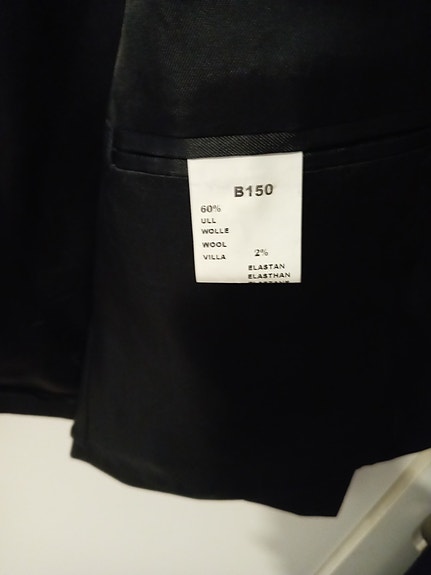 B150
60%
ULL
WOLLE
WOOL
VILLA 2%
ELASTAN
ELASTHAN